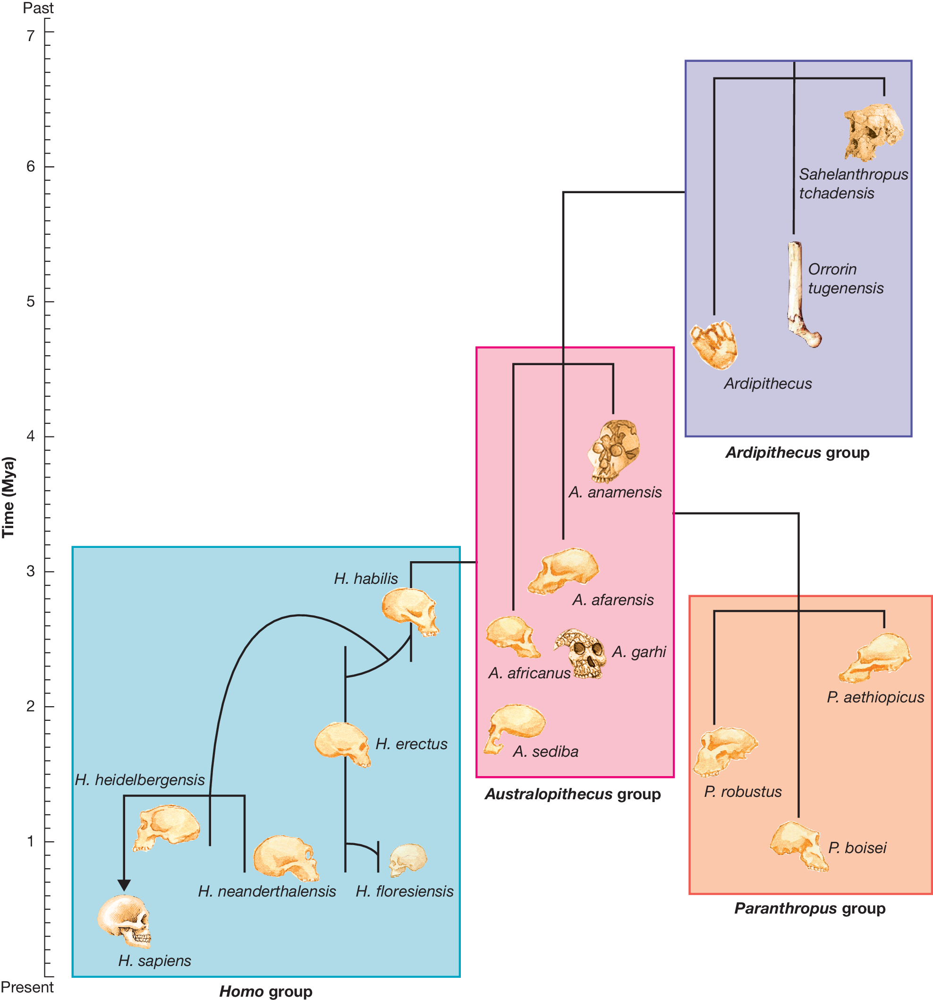 Past
7
6
5
4
3
2
1
Present
Time (Mya)
Sahelanthropus
tchadensis
Orrorin
tugenensis
Ardipithecus
Ardipithecus group
A. anamensis
A. afarensis
A. garhi
A. africanus
A. sediba
Australopithecus group
P. aethiopicus
P. robustus
P. boisei
Paranthropus group
H. habilis
H. erectus
H. heidelbergensis
H. neanderthalensis
H. floresiensis
H. sapiens
Homo group